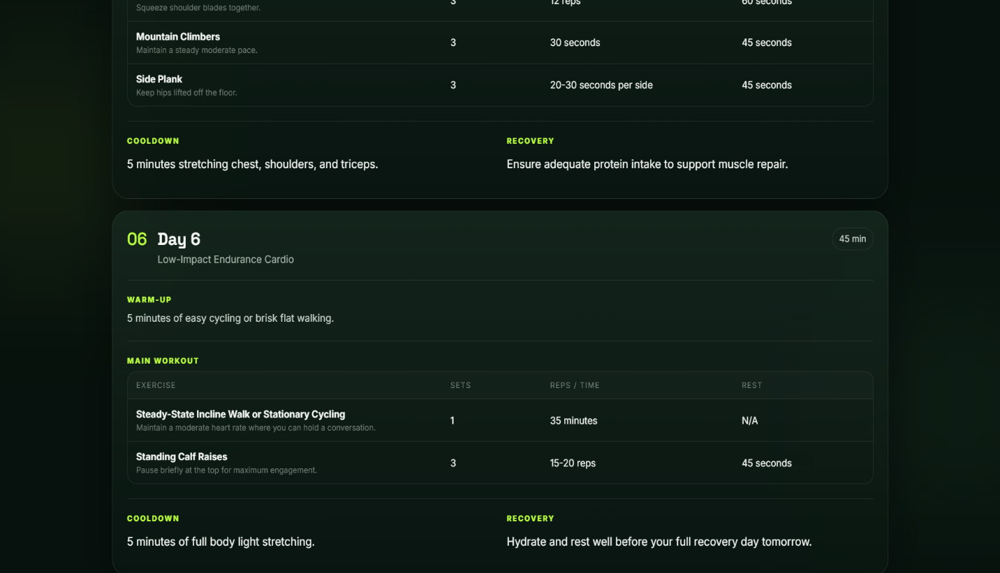 Squeeze shoulder blades together.
3 12 reps 60 seconds
Mountain Climbers
Maintain a steady moderate pace.
3 30 seconds 45 seconds
Side Plank
Keep hips lifted off the floor.
3 20-30 seconds per side 45 seconds
COOLDOWN
5 minutes stretching chest, shoulders, and triceps.
RECOVERY
Ensure adequate protein intake to support muscle repair.
06 Day 6
45 min
Low-Impact Endurance Cardio
WARM-UP
5 minutes of easy cycling or brisk flat walking.
MAIN WORKOUT
EXERCISE SETS REPS / TIME REST
Steady-State Incline Walk or Stationary Cycling
Maintain a moderate heart rate where you can hold a conversation.
1 35 minutes N/A
Standing Calf Raises
Pause briefly at the top for maximum engagement.
3 15-20 reps 45 seconds
COOLDOWN
5 minutes of full body light stretching.
RECOVERY
Hydrate and rest well before your full recovery day tomorrow.